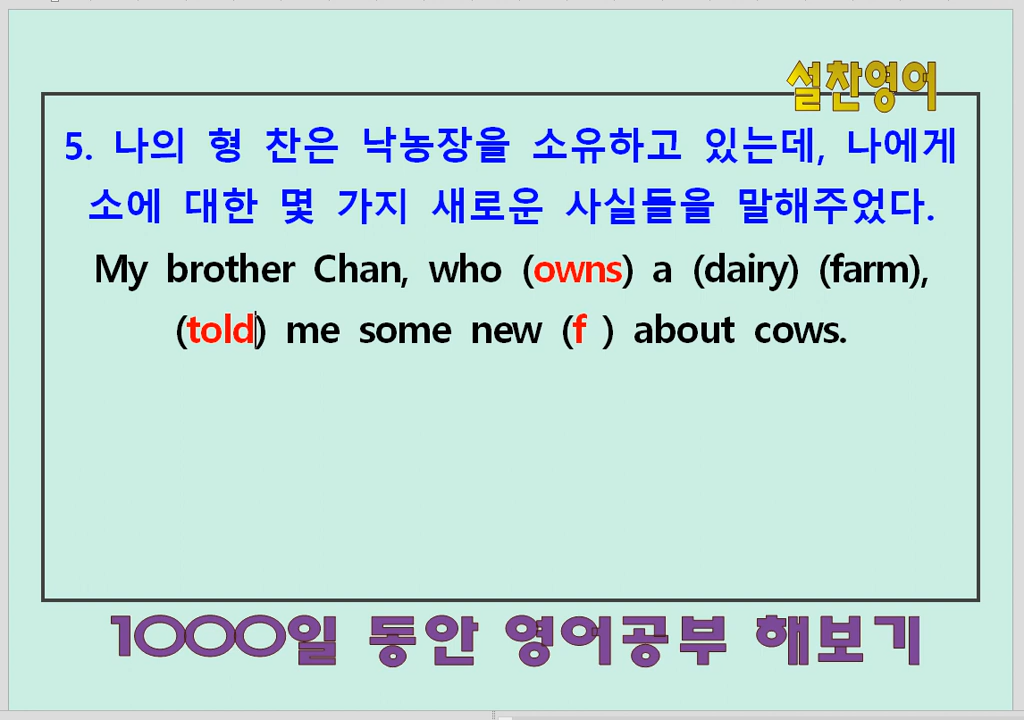 설찬영어
5. 나의 형 찬은 낙농장을 소유하고 있는데, 나에게
소에 대한 몇 가지 새로운 사실들을 말해주었다.
My brother Chan, who (owns) a (dairy) (farm),
(told) me some new (f ) about cows.
1000일 동안 영어공부 해보기